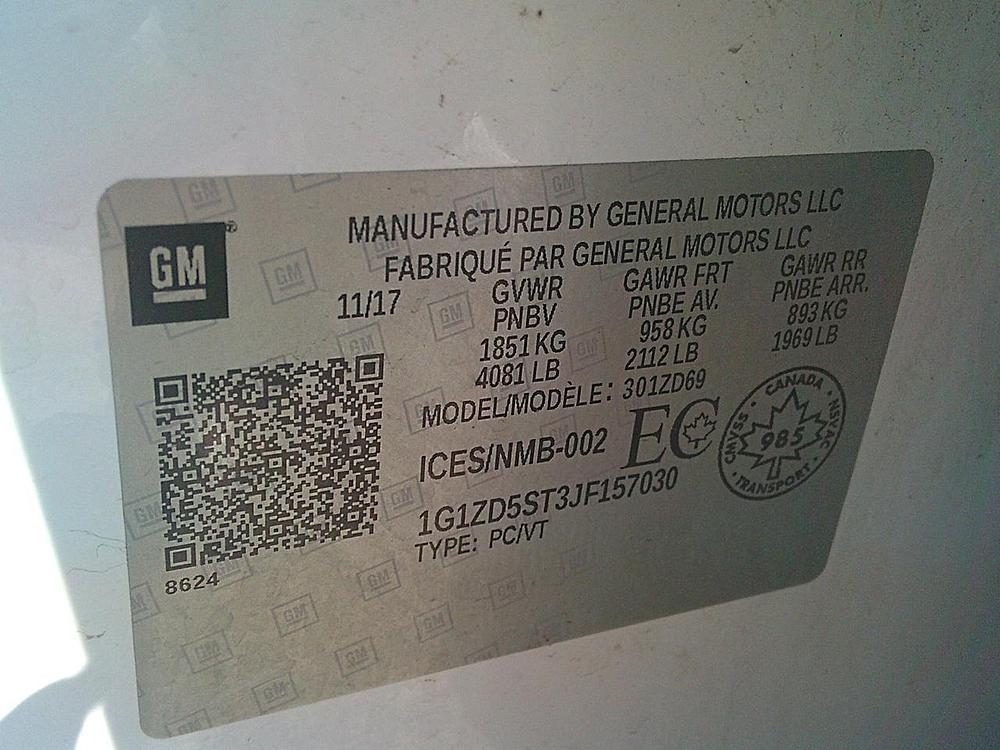 GM
MANUFACTURED BY GENERAL MOTORS LLC
FABRIQUÉ PAR GENERAL MOTORS LLC
11/17 GVWR GAWR FRT GAWR RR
PNBV PNBE AV. PNBE ARR.
1851 KG 958 KG 893 KG
4081 LB 2112 LB 1969 LB
MODEL/MODÈLE: 301ZD69
ICES/NMB-002 EC
CANADA
CMVSS 985 NSVAC
TRANSPORT
1G1ZD5ST3JF157030
TYPE: PC/VT
8624